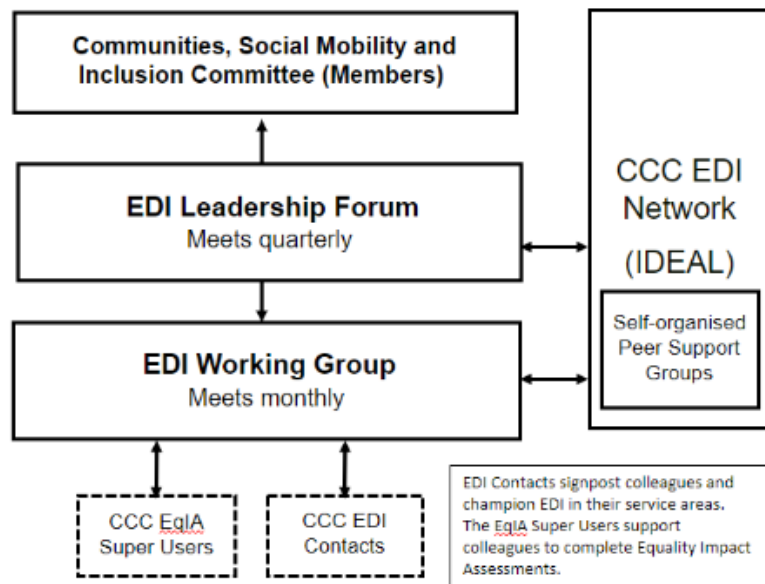 Communities, Social Mobility and
Inclusion Committee (Members)
EDI Leadership Forum
Meets quarterly
EDI Working Group
Meets monthly
CCC EqIA
Super Users
CCC EDI
Contacts
CCC EDI
Network
(IDEAL)
Self-organised
Peer Support
Groups
EDI Contacts signpost colleagues and
champion EDI in their service areas.
The EqIA Super Users support
colleagues to complete Equality Impact
Assessments.